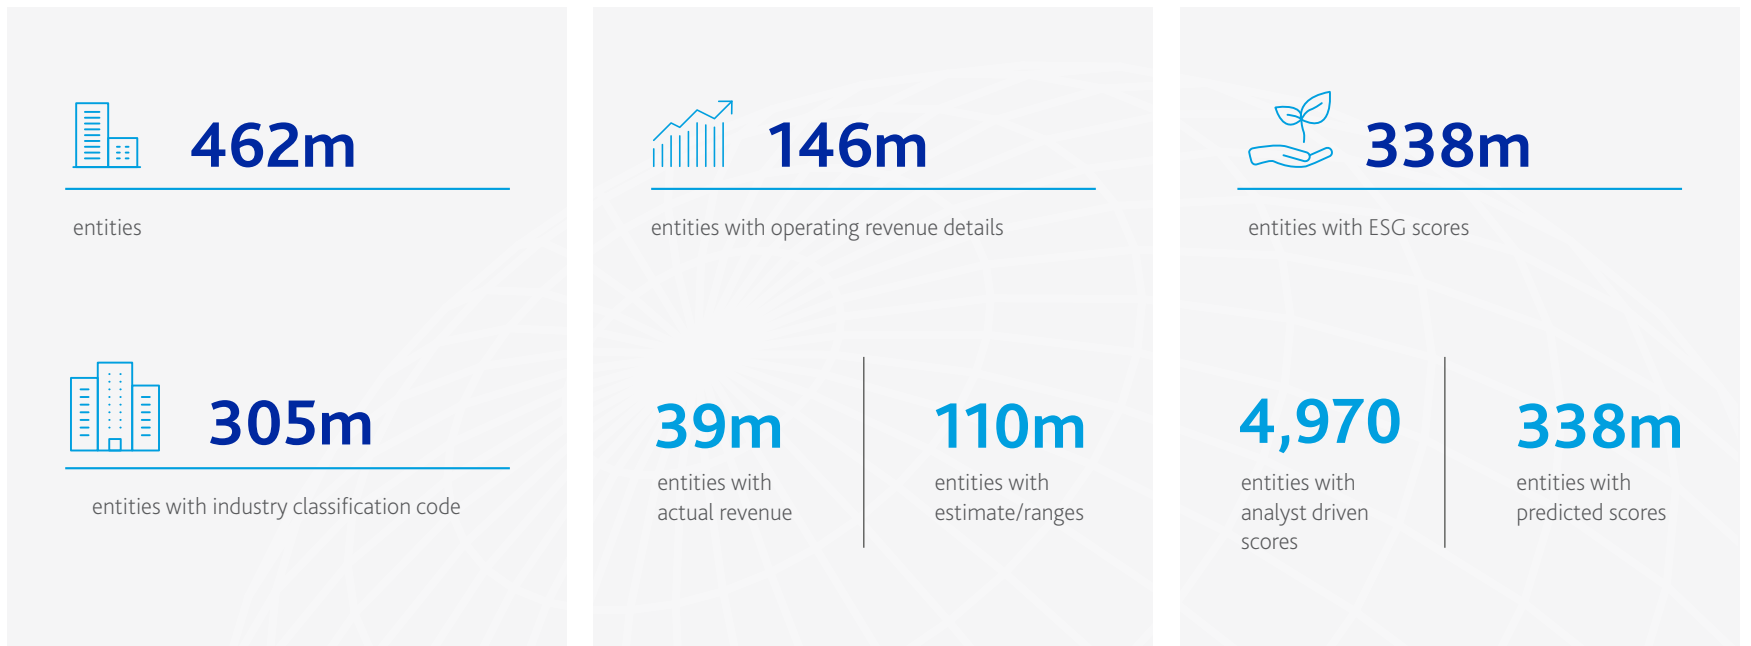 462m
entities
305m
entities with industry classification code
146m
entities with operating revenue details
39m
entities with
actual revenue
110m
entities with
estimate/ranges
338m
entities with ESG scores
4,970
entities with
analyst driven
scores
338m
entities with
predicted scores